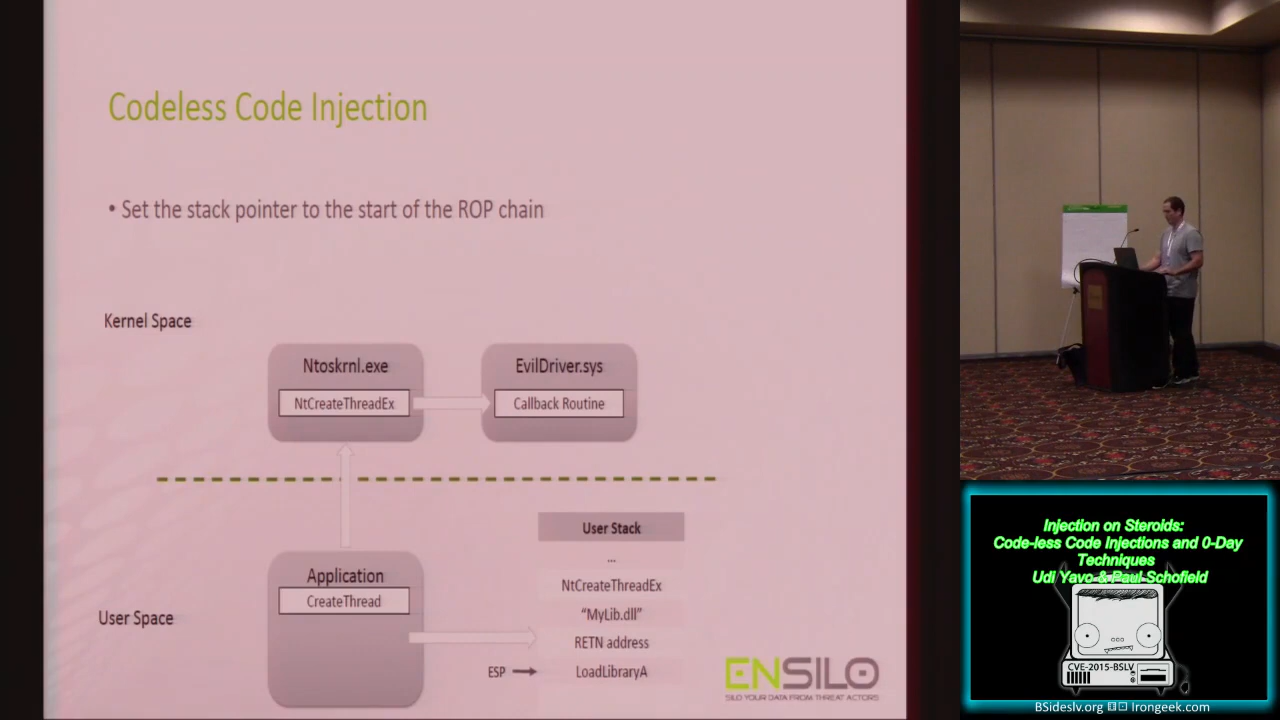 Codeless Code Injection
• Set the stack pointer to the start of the ROP chain
Kernel Space
Ntoskrnl.exe
NtCreateThreadEx
EvilDriver.sys
Callback Routine
User Stack
...
NtCreateThreadEx
"MyLib.dll"
RETN address
ESP
LoadLibraryA
Application
CreateThread
User Space
ENSILO
SILO YOUR DATA FROM THREAT ACTORS
Injection on Steroids:
Code-less Code Injections and 0-Day
Techniques
Udi Yavo & Paul Schofield
CVE-2015-BSLV
BSideslv.org
Irongeek.com